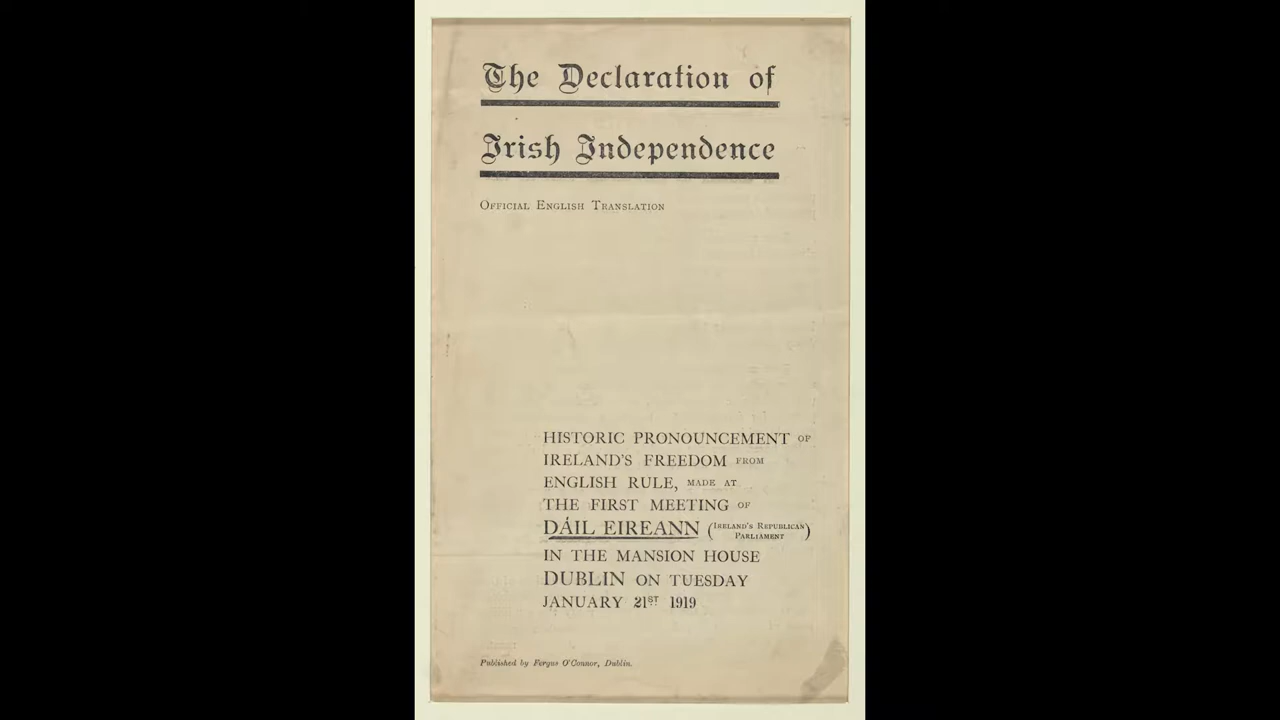 The Declaration of
Irish Independence
Official English Translation
HISTORIC PRONOUNCEMENT OF
IRELAND'S FREEDOM FROM
ENGLISH RULE, MADE AT
THE FIRST MEETING OF
DÁIL EIREANN (Ireland's Republican Parliament)
IN THE MANSION HOUSE
DUBLIN ON TUESDAY
JANUARY 21ST 1919
Published by Fergus O'Connor, Dublin.